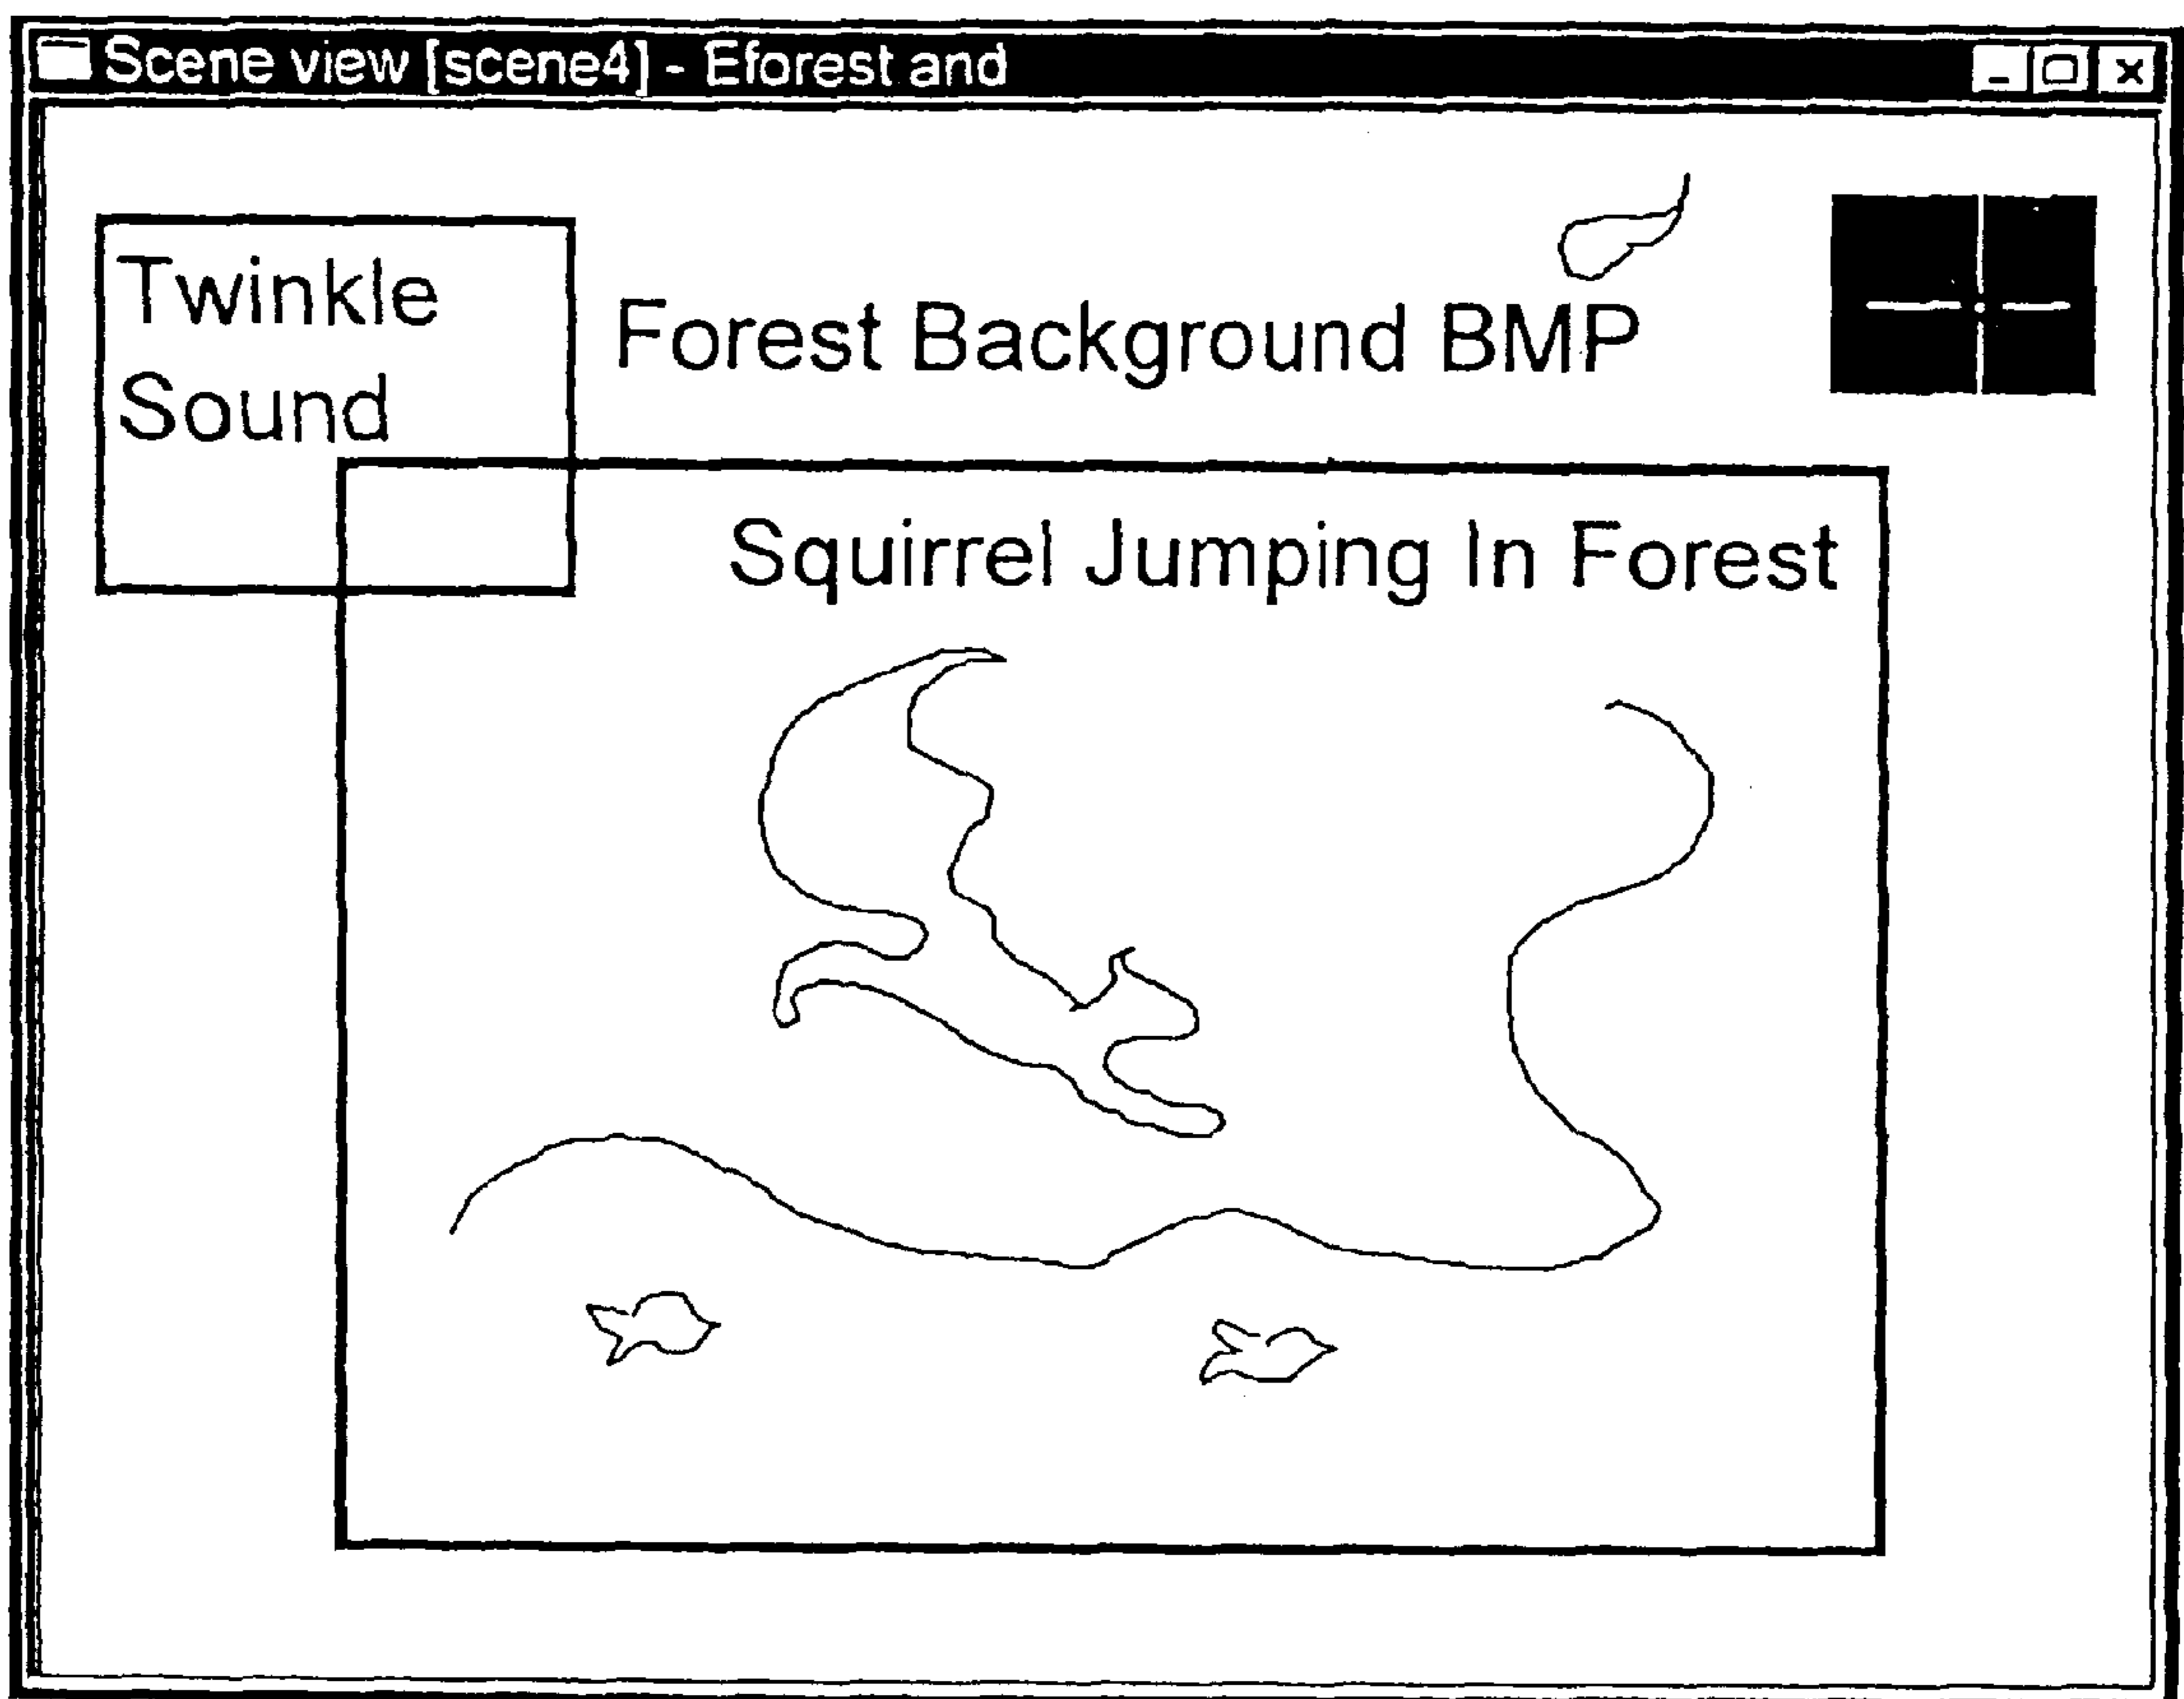 Scene view [scene4] - Eforest and
Twinkle
Sound
Forest Background BMP
Squirrel Jumping In Forest